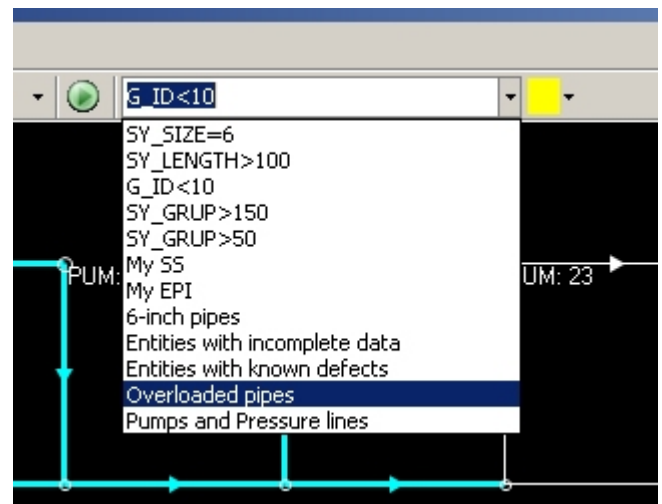 G_ID<10
SY_SIZE=6
SY_LENGTH>100
G_ID<10
SY_GRUP>150
SY_GRUP>50
My SS
PUM:
UM: 23
My EPI
6-inch pipes
Entities with incomplete data
Entities with known defects
Overloaded pipes
Pumps and Pressure lines